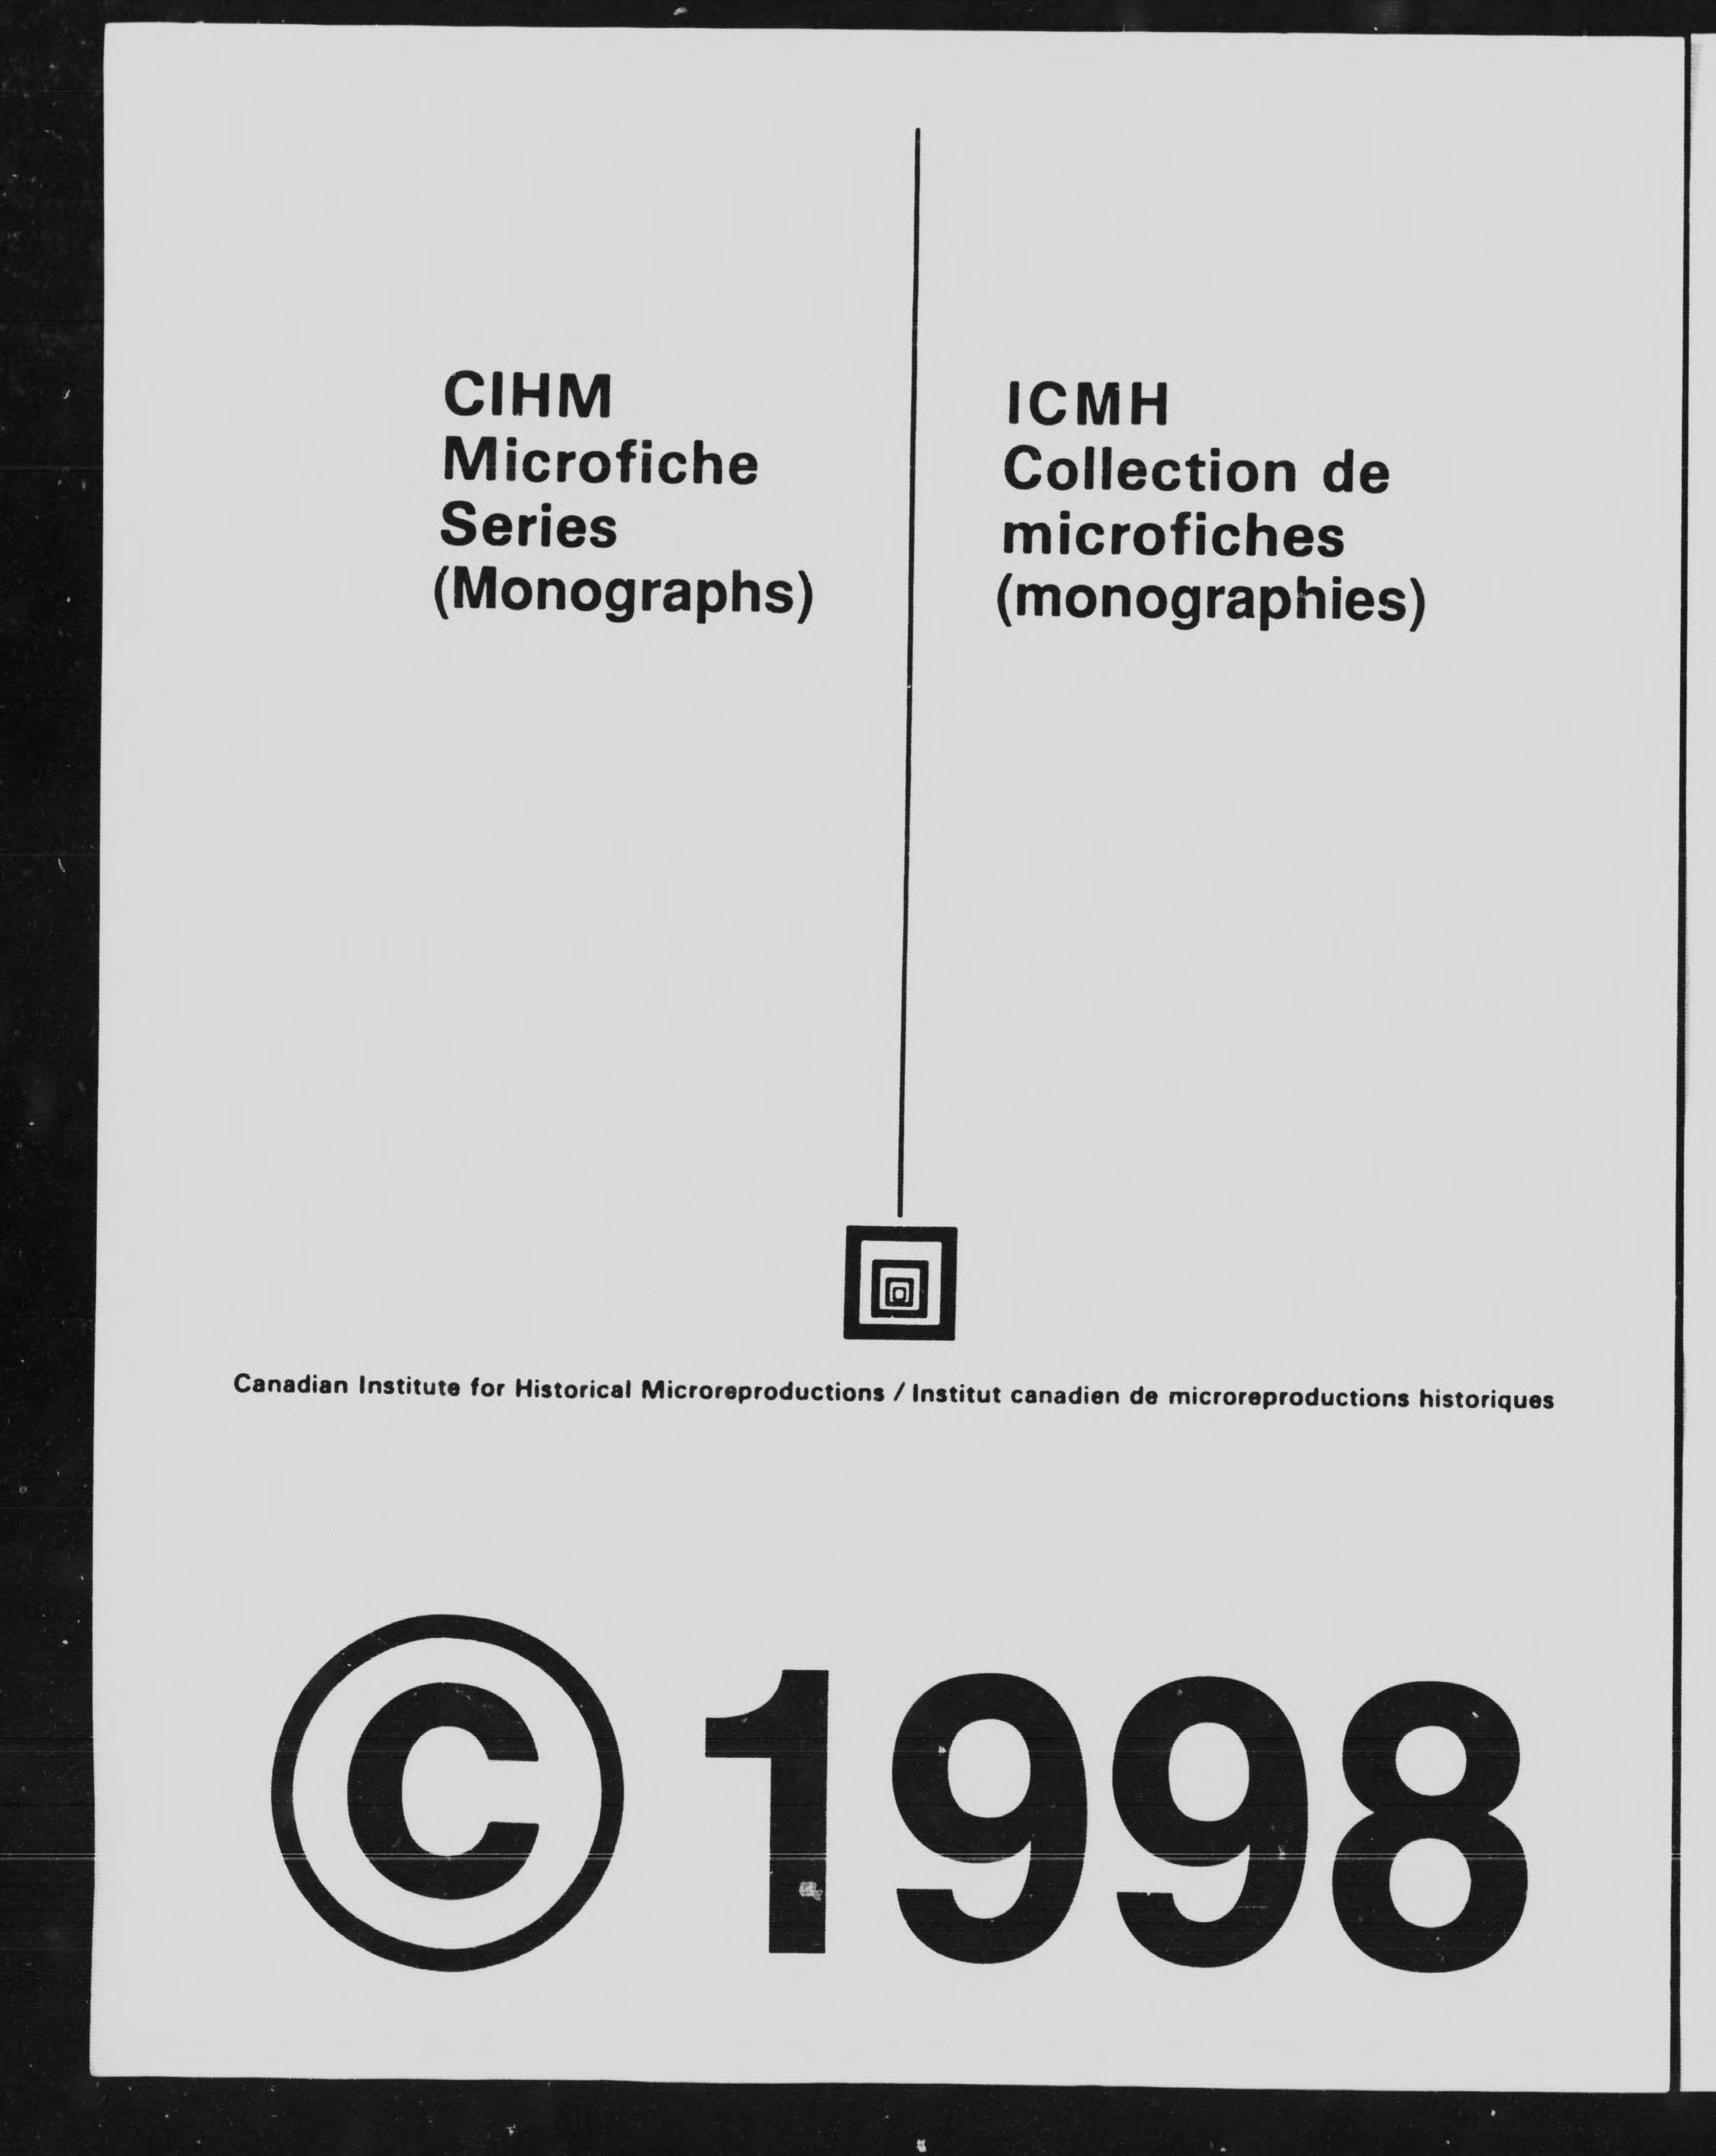 CIHM
Microfiche
Series
(Monographs)
ICMH
Collection de
microfiches
(monographies)
Canadian Institute for Historical Microreproductions / Institut canadien de microreproductions historiques
© 1998